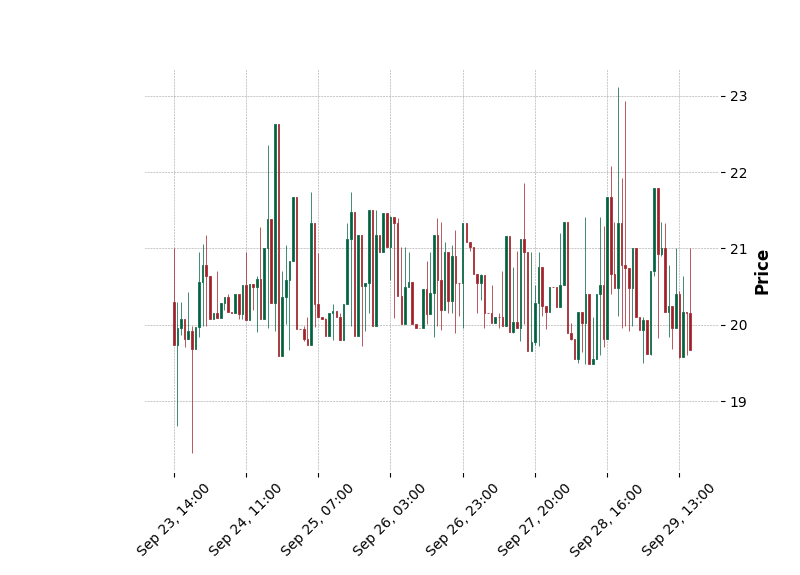 23
22
21
20
19
Price
Sep 23, 14:00
Sep 24, 11:00
Sep 25, 07:00
Sep 26, 03:00
Sep 26, 23:00
Sep 27, 20:00
Sep 28, 16:00
Sep 29, 13:00